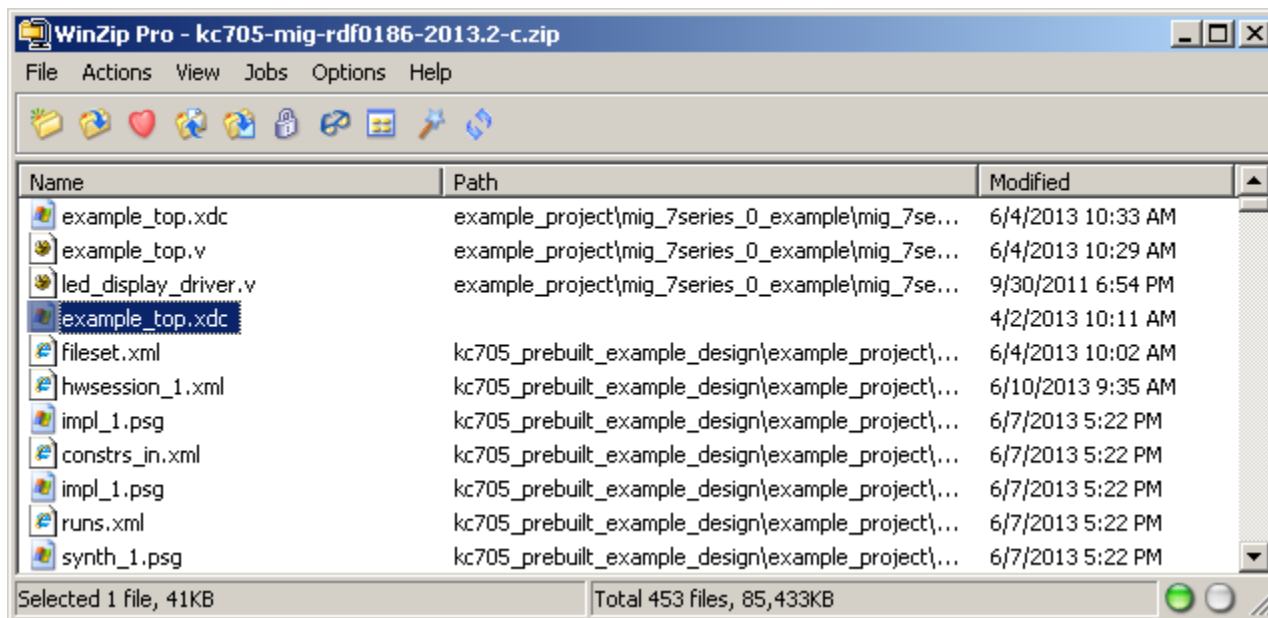 WinZip Pro - kc705-mig-rdf0186-2013.2-c.zip
File Actions View Jobs Options Help
Name Path Modified
example_top.xdc example_project\mig_7series_0_example\mig_7se... 6/4/2013 10:33 AM
example_top.v example_project\mig_7series_0_example\mig_7se... 6/4/2013 10:29 AM
led_display_driver.v example_project\mig_7series_0_example\mig_7se... 9/30/2011 6:54 PM
example_top.xdc 4/2/2013 10:11 AM
fileset.xml kc705_prebuilt_example_design\example_project\... 6/4/2013 10:02 AM
hwsession_1.xml kc705_prebuilt_example_design\example_project\... 6/10/2013 9:35 AM
impl_1.psg kc705_prebuilt_example_design\example_project\... 6/7/2013 5:22 PM
constrs_in.xml kc705_prebuilt_example_design\example_project\... 6/7/2013 5:22 PM
impl_1.psg kc705_prebuilt_example_design\example_project\... 6/7/2013 5:22 PM
runs.xml kc705_prebuilt_example_design\example_project\... 6/7/2013 5:22 PM
synth_1.psg kc705_prebuilt_example_design\example_project\... 6/7/2013 5:22 PM
Selected 1 file, 41KB Total 453 files, 85,433KB